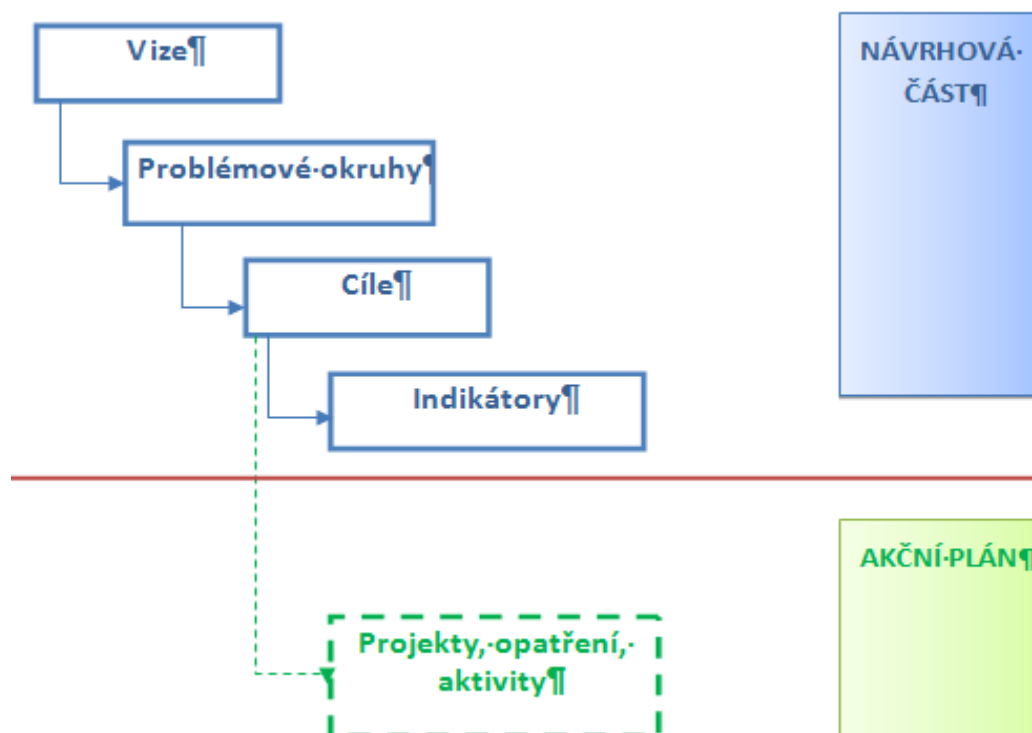 Vize¶
NÁVRHOVÁ·
ČÁST¶
Problémové·okruhy¶
Cíle¶
Indikátory¶
AKČNÍ·PLÁN¶
Projekty,·opatření,·
aktivity¶